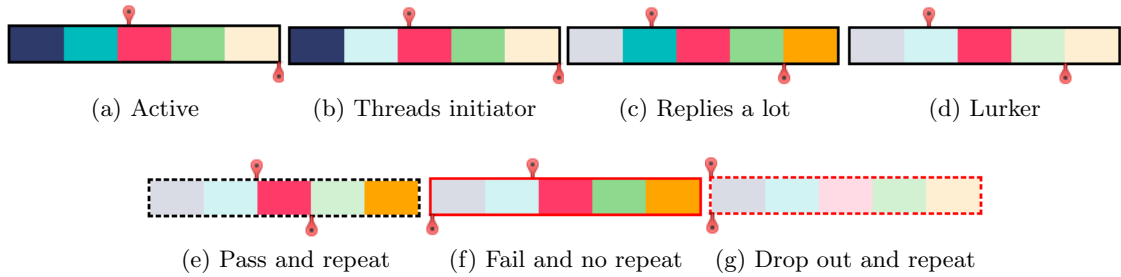 (a) Active
(b) Threads initiator
(c) Replies a lot
(d) Lurker
(e) Pass and repeat
(f) Fail and no repeat
(g) Drop out and repeat